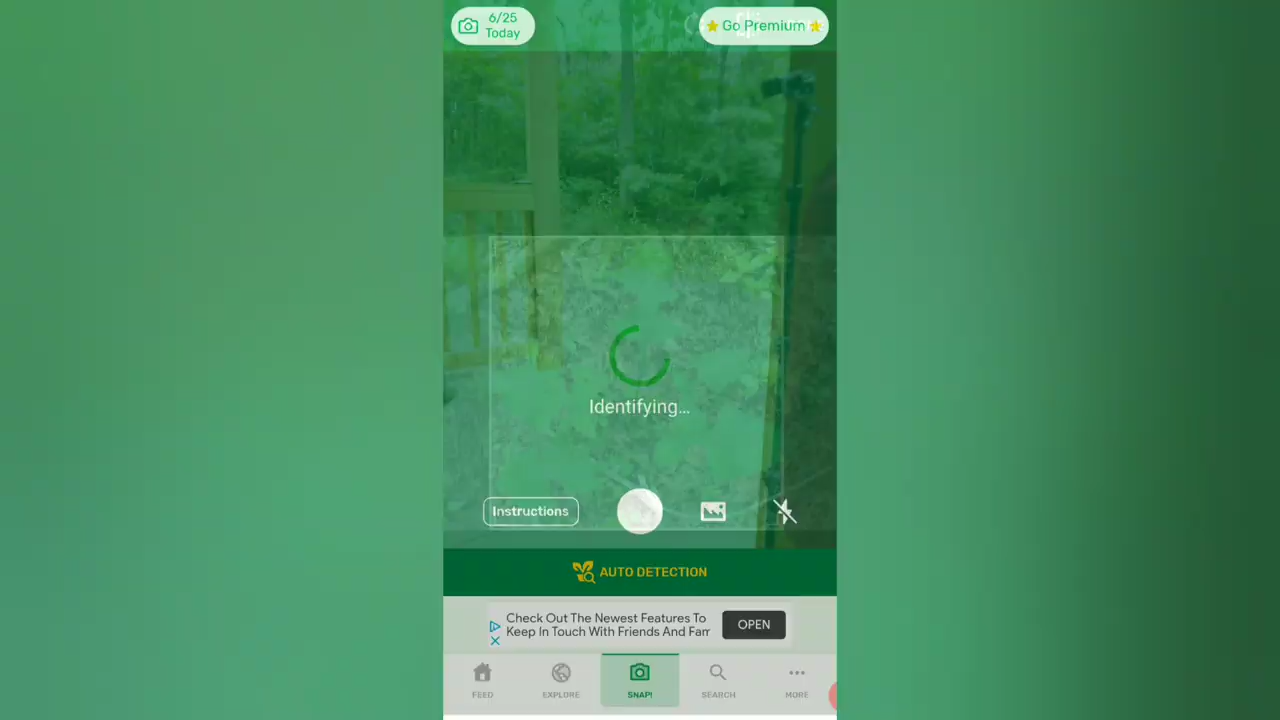 6/25
Today
Go Premium
Identifying...
Instructions
AUTO DETECTION
Check Out The Newest Features To
Keep In Touch With Friends And Fam
OPEN
FEED
EXPLORE
SNAP!
SEARCH
MORE